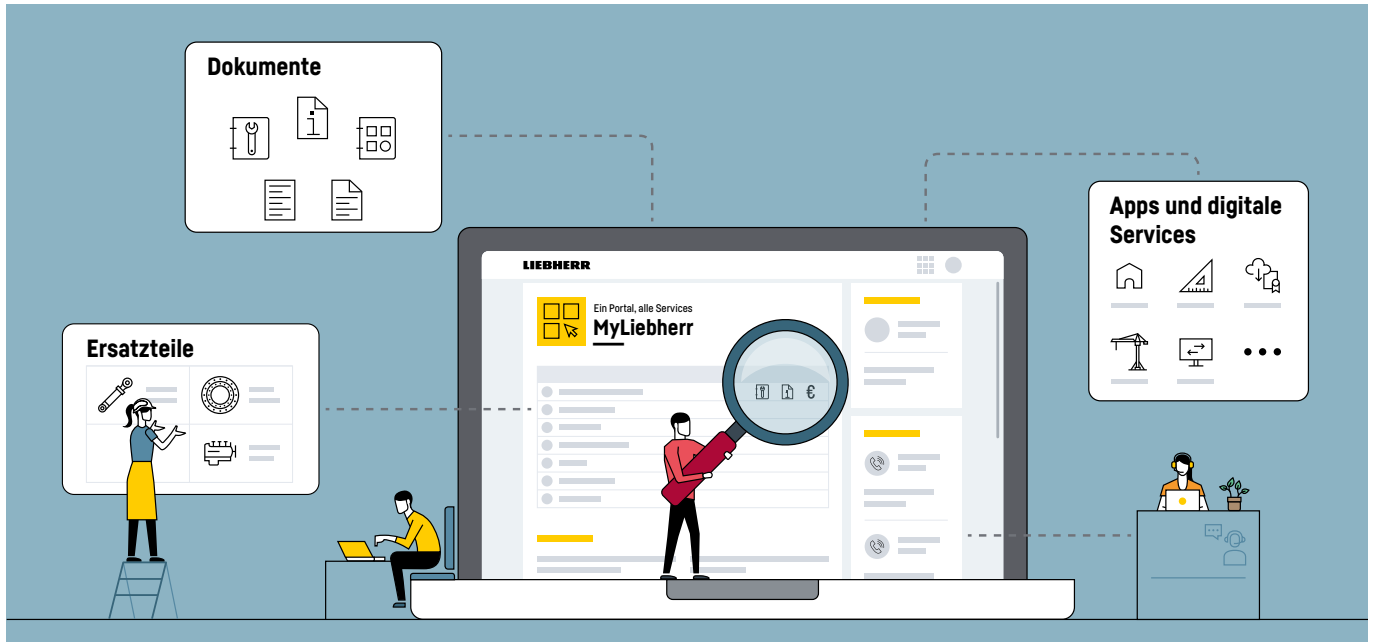 Dokumente
Apps und digitale
Services
LIEBHERR
Ein Portal, alle Services
MyLiebherr
Ersatzteile
€